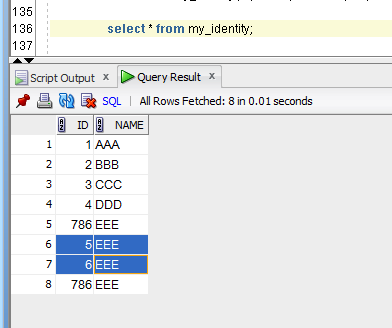 135
136 select * from my_identity;
137
Script Output x Query Result x
SQL | All Rows Fetched: 8 in 0.01 seconds
ID NAME
1 1 AAA
2 2 BBB
3 3 CCC
4 4 DDD
5 786 EEE
6 5 EEE
7 6 EEE
8 786 EEE